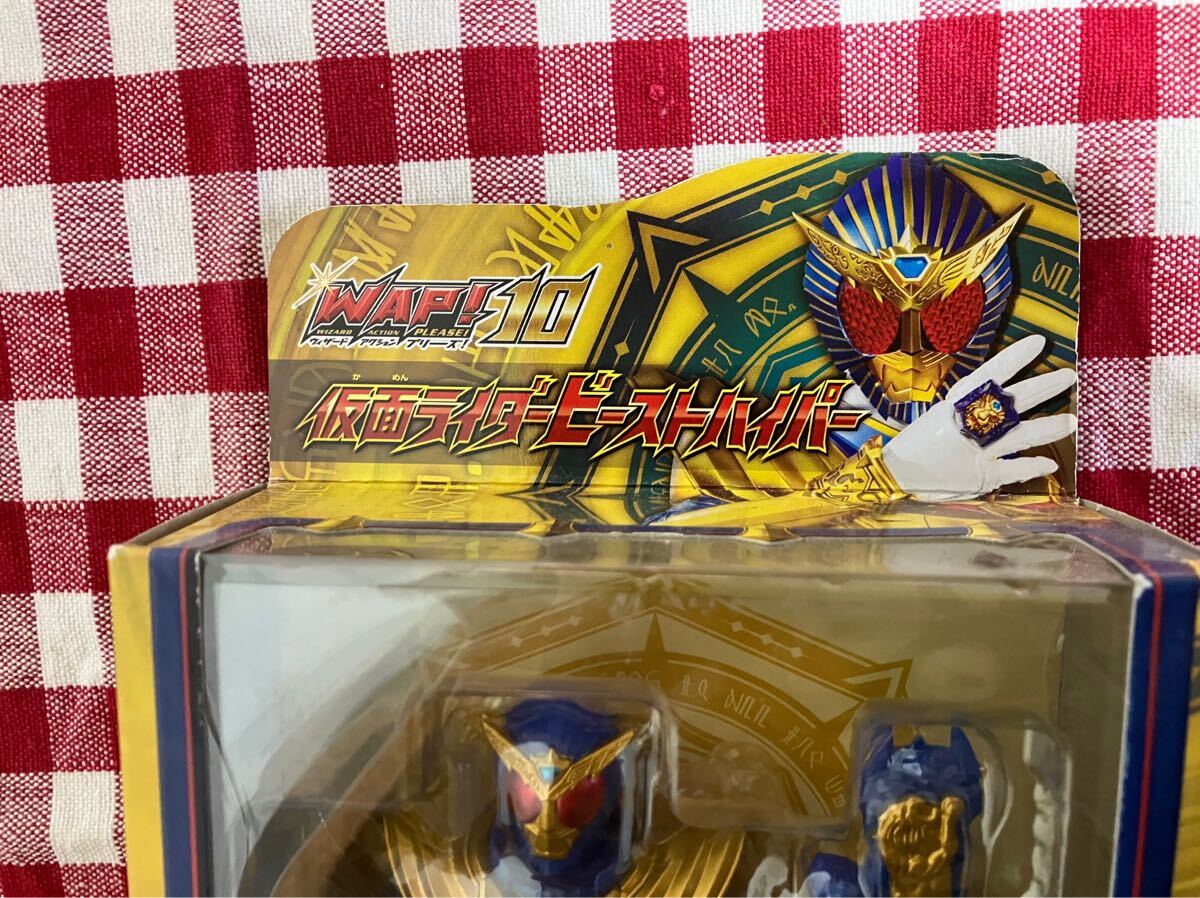 WAP! 10
WIZARD ACTION PLEASE!
ウィザード アクション プリーズ!
かめん
仮面ライダービーストハイパー